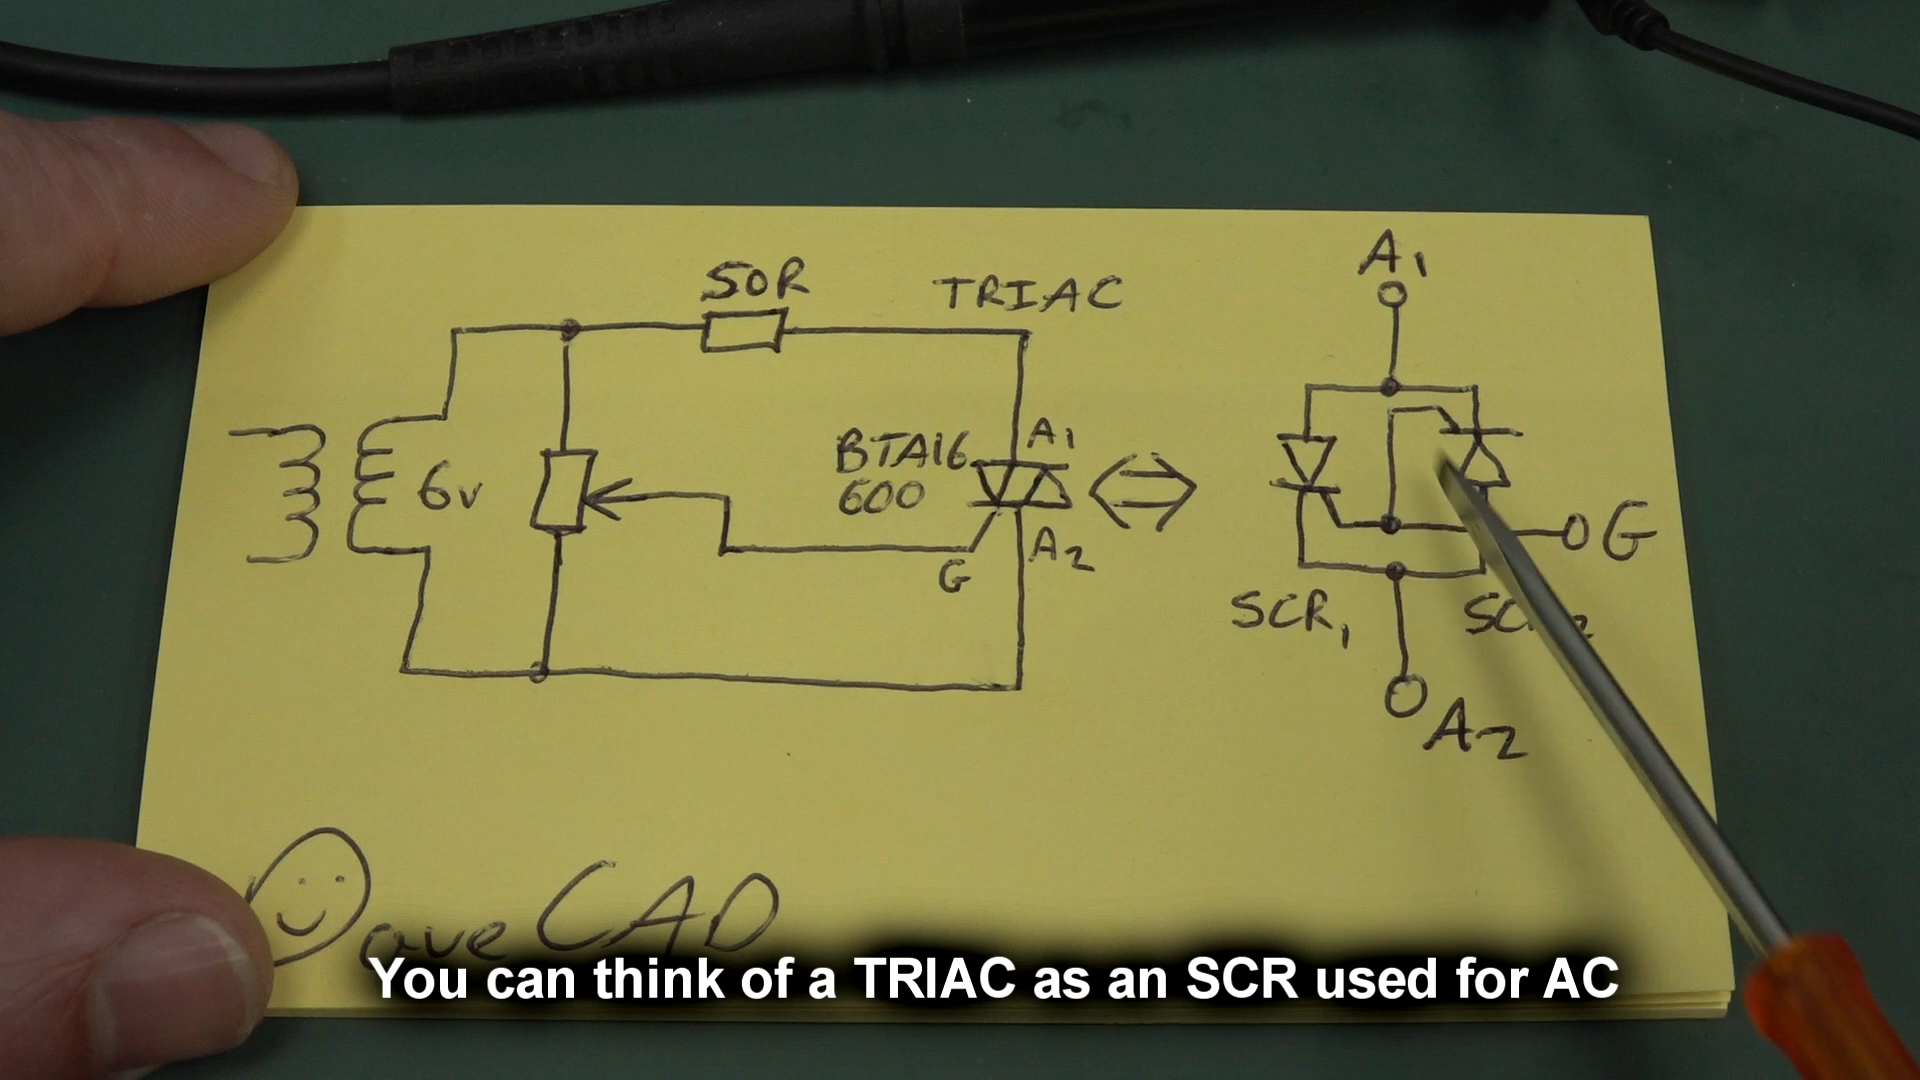 50R
TRIAC
6v
BTA16
600
A1
A2
G
A1
G
SCR1
A2
DaveCAD
You can think of a TRIAC as an SCR used for AC